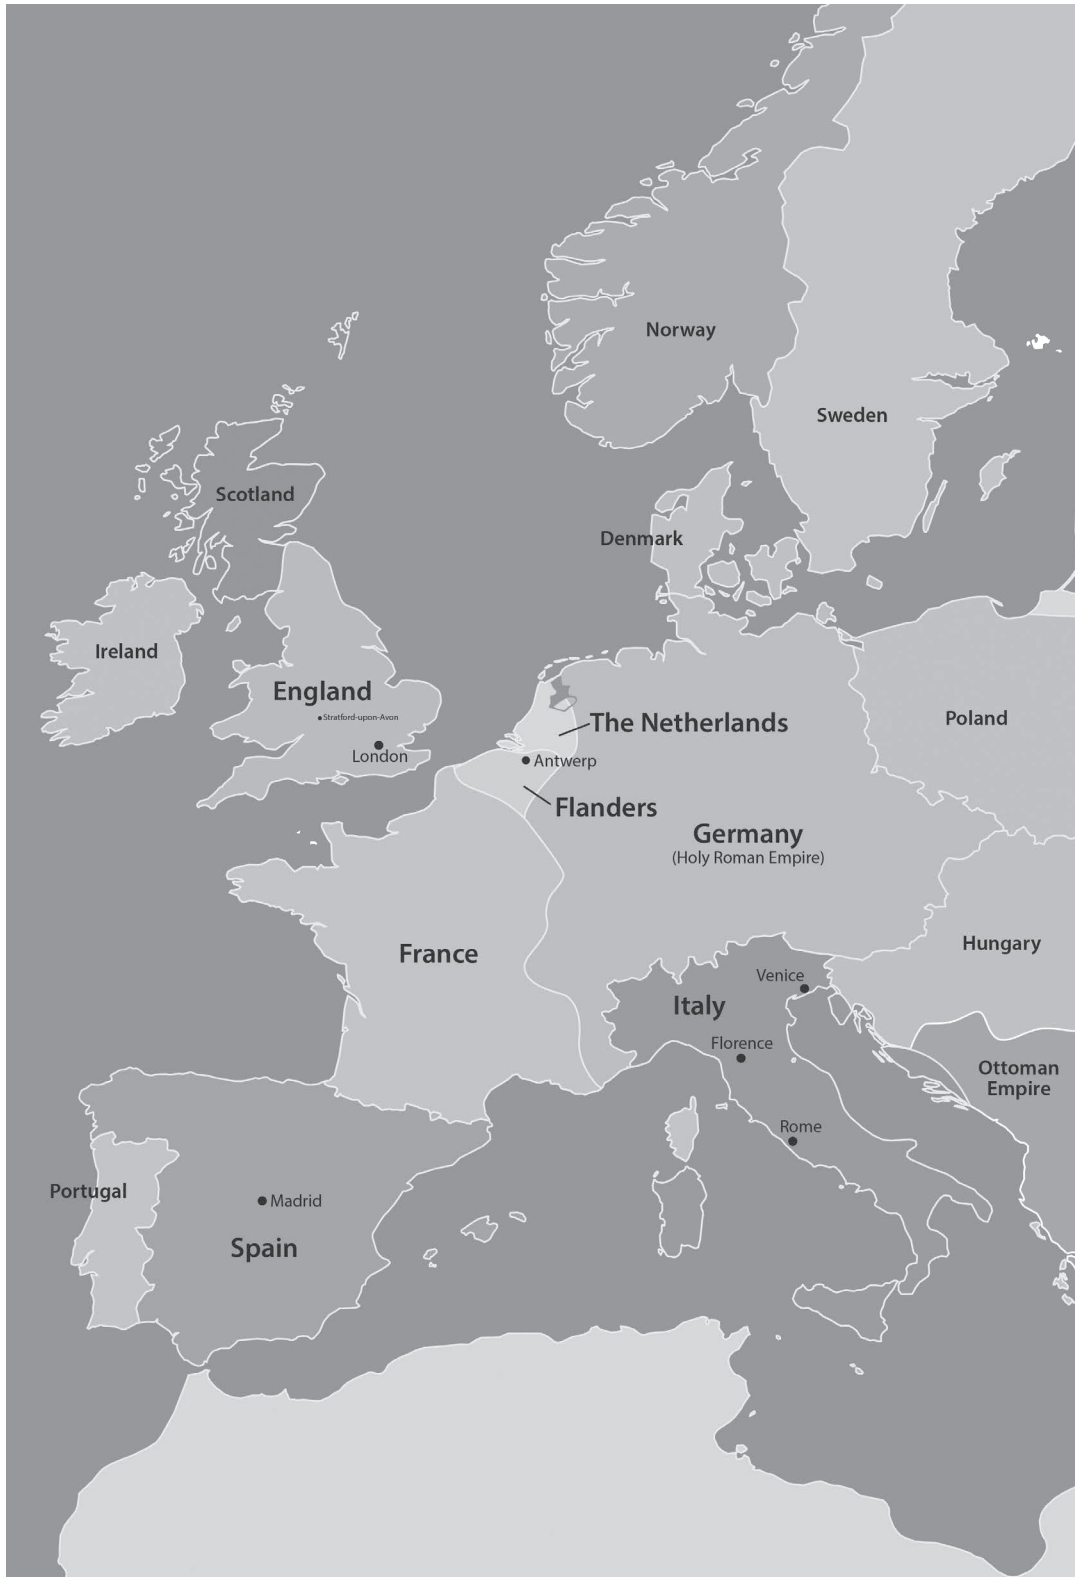 Norway
Sweden
Scotland
Denmark
Ireland
England
Stratford-upon-Avon
The Netherlands
Poland
London
Antwerp
Flanders
Germany
(Holy Roman Empire)
Hungary
France
Venice
Italy
Florence
Ottoman
Empire
Rome
Portugal
Madrid
Spain